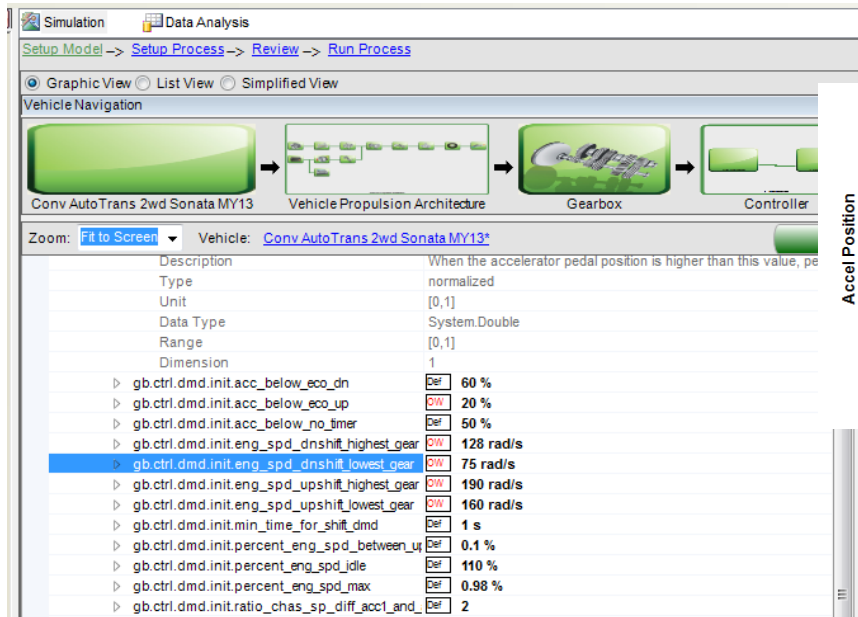 Simulation Data Analysis
Setup Model --> Setup Process --> Review --> Run Process
Graphic View List View Simplified View
Vehicle Navigation
Conv AutoTrans 2wd Sonata MY13 Vehicle Propulsion Architecture Gearbox Controller
Zoom: Fit to Screen Vehicle: Conv AutoTrans 2wd Sonata MY13*
Description When the accelerator pedal position is higher than this value, pe
Type normalized
Unit [0,1]
Data Type System.Double
Range [0,1]
Dimension 1
gb.ctrl.dmd.init.acc_below_eco_dn Def 60 %
gb.ctrl.dmd.init.acc_below_eco_up OW 20 %
gb.ctrl.dmd.init.acc_below_no_timer Def 50 %
gb.ctrl.dmd.init.eng_spd_dnshift_highest_gear OW 128 rad/s
gb.ctrl.dmd.init.eng_spd_dnshift_lowest_gear OW 75 rad/s
gb.ctrl.dmd.init.eng_spd_upshift_highest_gear OW 190 rad/s
gb.ctrl.dmd.init.eng_spd_upshift_lowest_gear OW 160 rad/s
gb.ctrl.dmd.init.min_time_for_shift_dmd Def 1 s
gb.ctrl.dmd.init.percent_eng_spd_between_u Def 0.1 %
gb.ctrl.dmd.init.percent_eng_spd_idle Def 110 %
gb.ctrl.dmd.init.percent_eng_spd_max Def 0.98 %
gb.ctrl.dmd.init.ratio_chas_sp_diff_acc1_and_ Def 2
Accel Position